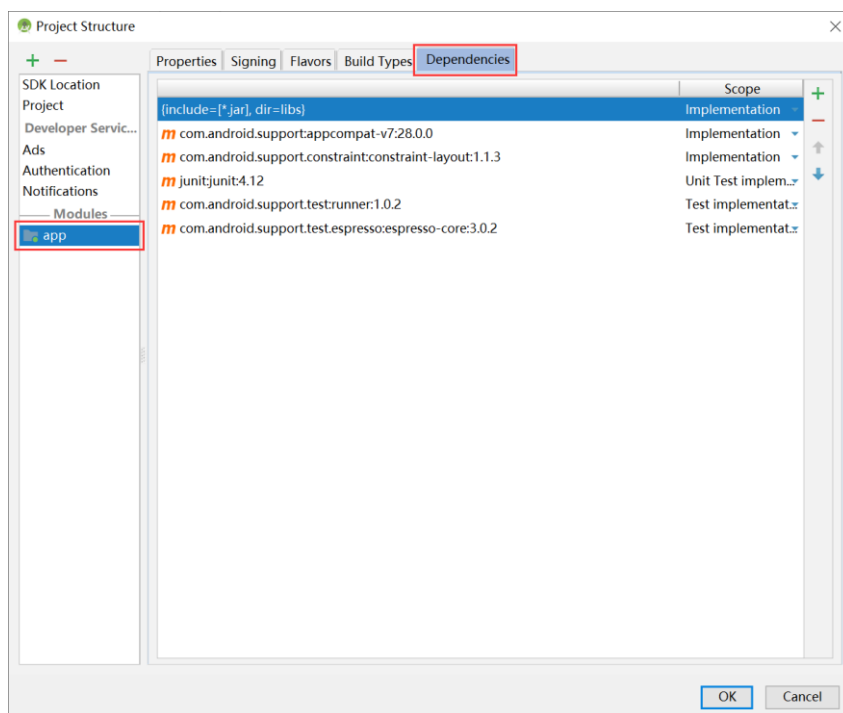 Project Structure
Properties Signing Flavors Build Types Dependencies
SDK Location
Project
Developer Servic...
Ads
Authentication
Notifications
Modules
app
Scope
{include=[*.jar], dir=libs} Implementation
m com.android.support:appcompat-v7:28.0.0 Implementation
m com.android.support.constraint:constraint-layout:1.1.3 Implementation
m junit:junit:4.12 Unit Test implem...
m com.android.support.test:runner:1.0.2 Test implementat...
m com.android.support.test.espresso:espresso-core:3.0.2 Test implementat...
OK Cancel